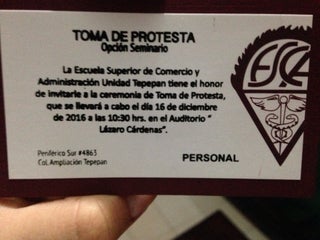 TOMA DE PROTESTA
Opción Seminario
La Escuela Superior de Comercio y
Administración Unidad Tepepan tiene el honor
de invitarle a la ceremonia de Toma de Protesta,
que se llevará a cabo el día 16 de diciembre
de 2016 a las 10:30 hrs. en el Auditorio "
Lázaro Cárdenas".
Periférico Sur #4863
Col. Ampliación Tepepan
PERSONAL
ESCA